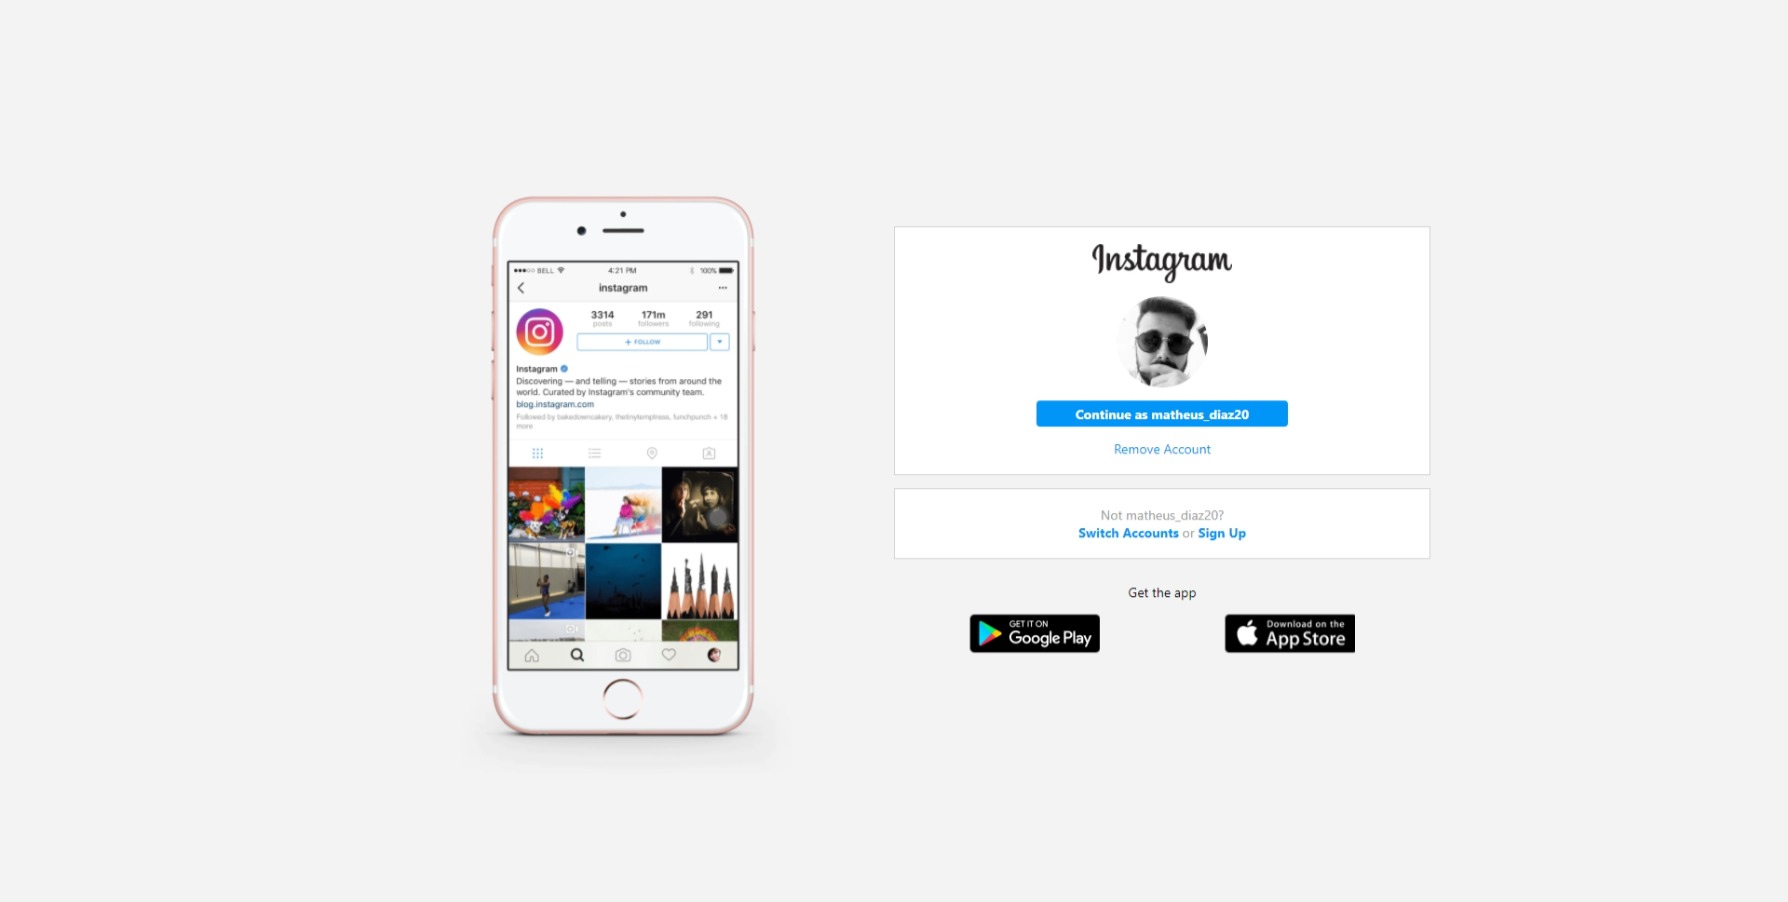 BELL 4:21 PM 100%
instagram
3314 171m 291
posts followers following
+ FOLLOW
Instagram
Discovering — and telling — stories from around the
world. Curated by Instagram's community team.
blog.instagram.com
Followed by bakedowncakery, thetinytemptress, lunchpunch + 18
more
Instagram
Continue as matheus_diaz20
Remove Account
Not matheus_diaz20?
Switch Accounts or Sign Up
Get the app
GET IT ON
Google Play
Download on the
App Store